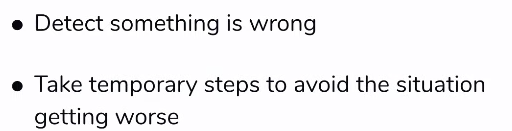 ● Detect something is wrong
● Take temporary steps to avoid the situation
getting worse